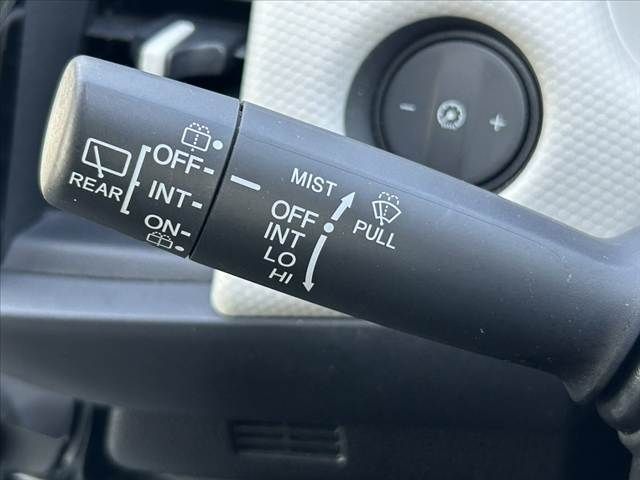 OFF
REAR
INT
ON
MIST
OFF
INT
LO
HI
PULL
− +